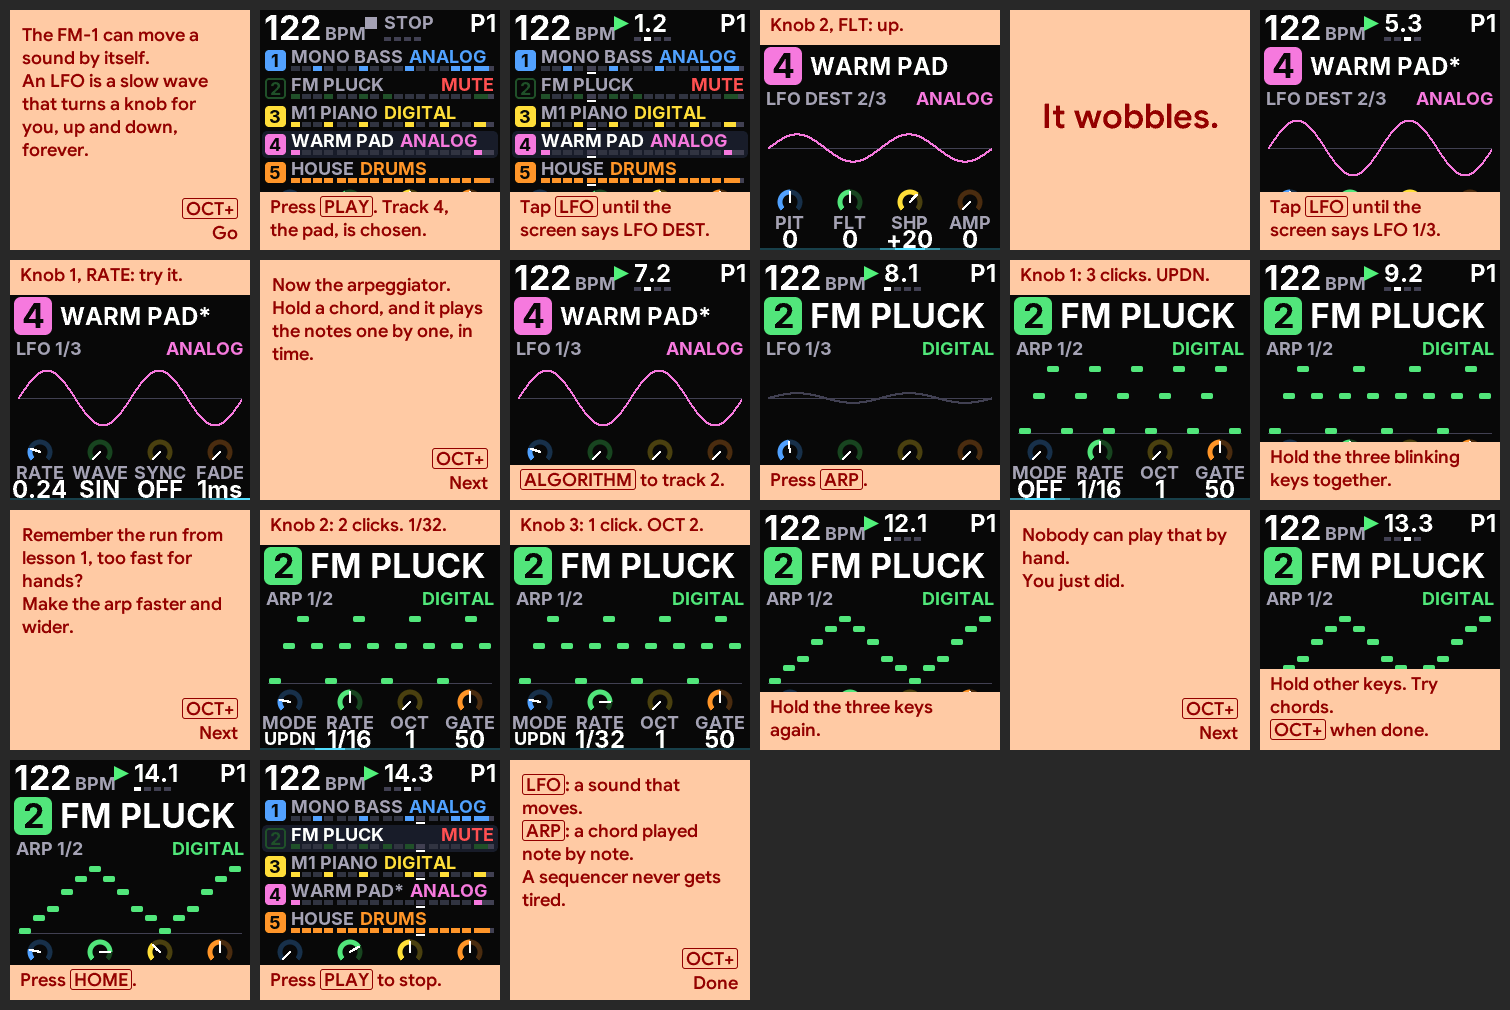 The FM-1 can move a
sound by itself.
An LFO is a slow wave
that turns a knob for
you, up and down,
forever.
OCT+
Go
122 BPM STOP P1
1 MONO BASS ANALOG
2 FM PLUCK MUTE
3 M1 PIANO DIGITAL
4 WARM PAD ANALOG
5 HOUSE DRUMS
Press PLAY. Track 4,
the pad, is chosen.
122 BPM 1.2 P1
1 MONO BASS ANALOG
2 FM PLUCK MUTE
3 M1 PIANO DIGITAL
4 WARM PAD ANALOG
5 HOUSE DRUMS
Tap LFO until the
screen says LFO DEST.
Knob 2, FLT: up.
4 WARM PAD
LFO DEST 2/3 ANALOG
PIT FLT SHP AMP
0 0 +20 0
It wobbles.
122 BPM 5.3 P1
4 WARM PAD*
LFO DEST 2/3 ANALOG
Tap LFO until the
screen says LFO 1/3.
Knob 1, RATE: try it.
4 WARM PAD*
LFO 1/3 ANALOG
RATE WAVE SYNC FADE
0.24 SIN OFF 1ms
Now the arpeggiator.
Hold a chord, and it plays
the notes one by one, in
time.
OCT+
Next
122 BPM 7.2 P1
4 WARM PAD*
LFO 1/3 ANALOG
ALGORITHM to track 2.
122 BPM 8.1 P1
2 FM PLUCK
LFO 1/3 DIGITAL
Press ARP.
Knob 1: 3 clicks. UPDN.
2 FM PLUCK
ARP 1/2 DIGITAL
MODE RATE OCT GATE
OFF 1/16 1 50
122 BPM 9.2 P1
2 FM PLUCK
ARP 1/2 DIGITAL
Hold the three blinking
keys together.
Remember the run from
lesson 1, too fast for
hands?
Make the arp faster and
wider.
OCT+
Next
Knob 2: 2 clicks. 1/32.
2 FM PLUCK
ARP 1/2 DIGITAL
MODE RATE OCT GATE
UPDN 1/16 1 50
Knob 3: 1 click. OCT 2.
2 FM PLUCK
ARP 1/2 DIGITAL
MODE RATE OCT GATE
UPDN 1/32 1 50
122 BPM 12.1 P1
2 FM PLUCK
ARP 1/2 DIGITAL
Hold the three keys
again.
Nobody can play that by
hand.
You just did.
OCT+
Next
122 BPM 13.3 P1
2 FM PLUCK
ARP 1/2 DIGITAL
Hold other keys. Try
chords.
OCT+ when done.
122 BPM 14.1 P1
2 FM PLUCK
ARP 1/2 DIGITAL
Press HOME.
122 BPM 14.3 P1
1 MONO BASS ANALOG
2 FM PLUCK MUTE
3 M1 PIANO DIGITAL
4 WARM PAD* ANALOG
5 HOUSE DRUMS
Press PLAY to stop.
LFO: a sound that
moves.
ARP: a chord played
note by note.
A sequencer never gets
tired.
OCT+
Done